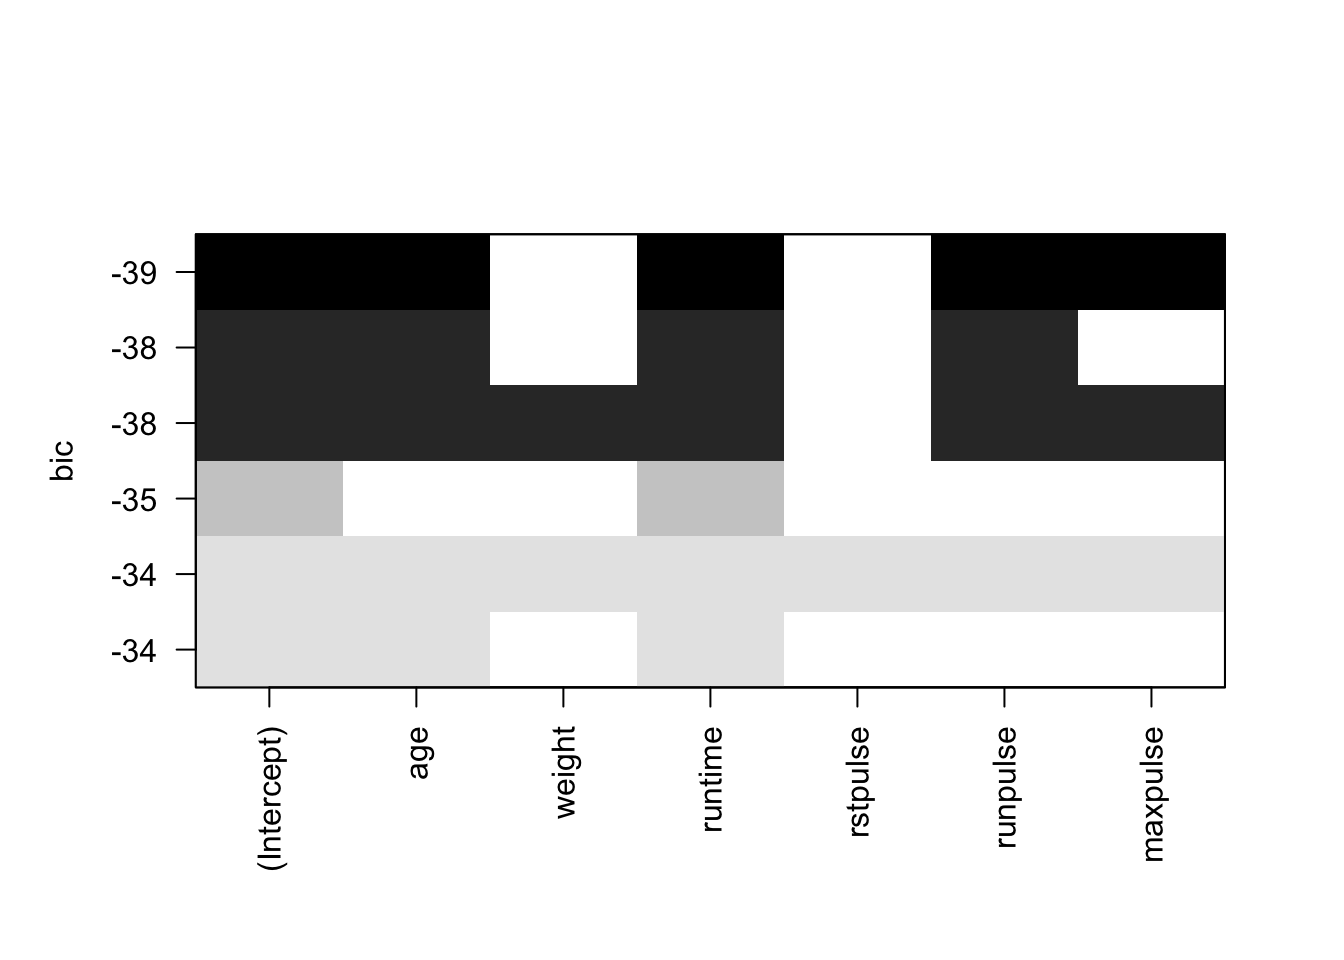 bic
-39
-38
-38
-35
-34
-34
(Intercept)
age
weight
runtime
rstpulse
runpulse
maxpulse